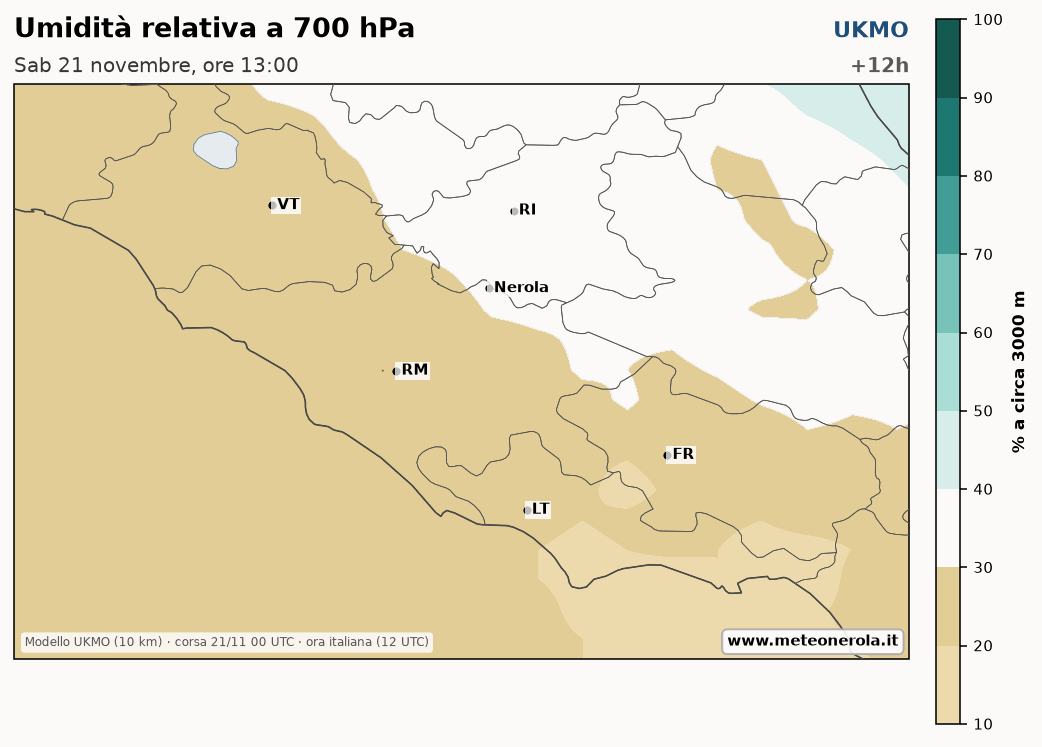 Umidità relativa a 700 hPa
UKMO
Sab 21 novembre, ore 13:00
+12h
VT
RI
Nerola
RM
FR
LT
Modello UKMO (10 km) · corsa 21/11 00 UTC · ora italiana (12 UTC)
www.meteonerola.it
100
90
80
70
60
50
40
30
20
10
% a circa 3000 m